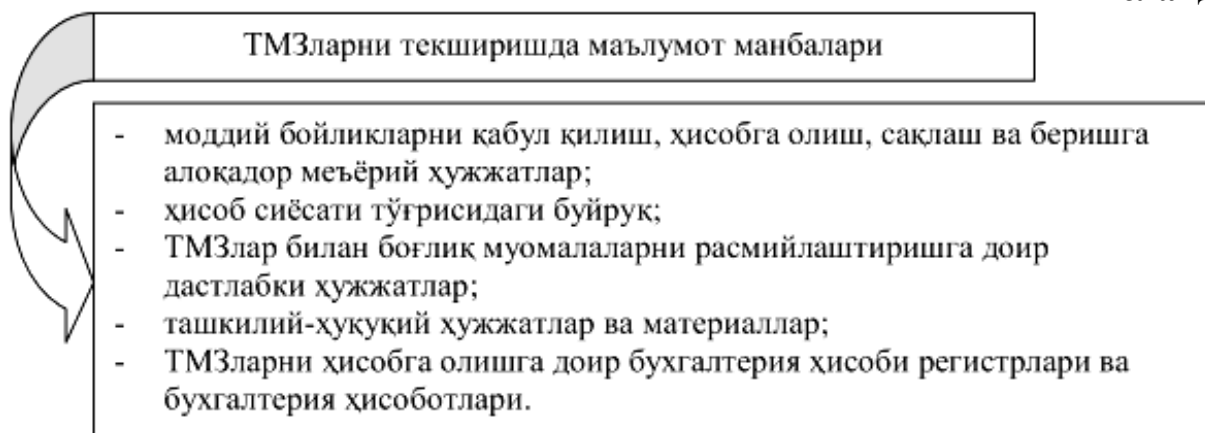 ТМЗларни текширишда маълумот манбалари
- моддий бойликларни қабул қилиш, ҳисобга олиш, сақлаш ва беришга
алоқадор меъёрий ҳужжатлар;
- ҳисоб сиёсати тўғрисидаги буйруқ;
- ТМЗлар билан боғлиқ муомалаларни расмийлаштиришга доир
дастлабки ҳужжатлар;
- ташкилий-ҳуқуқий ҳужжатлар ва материаллар;
- ТМЗларни ҳисобга олишга доир бухгалтерия ҳисоби регистрлари ва
бухгалтерия ҳисоботлари.